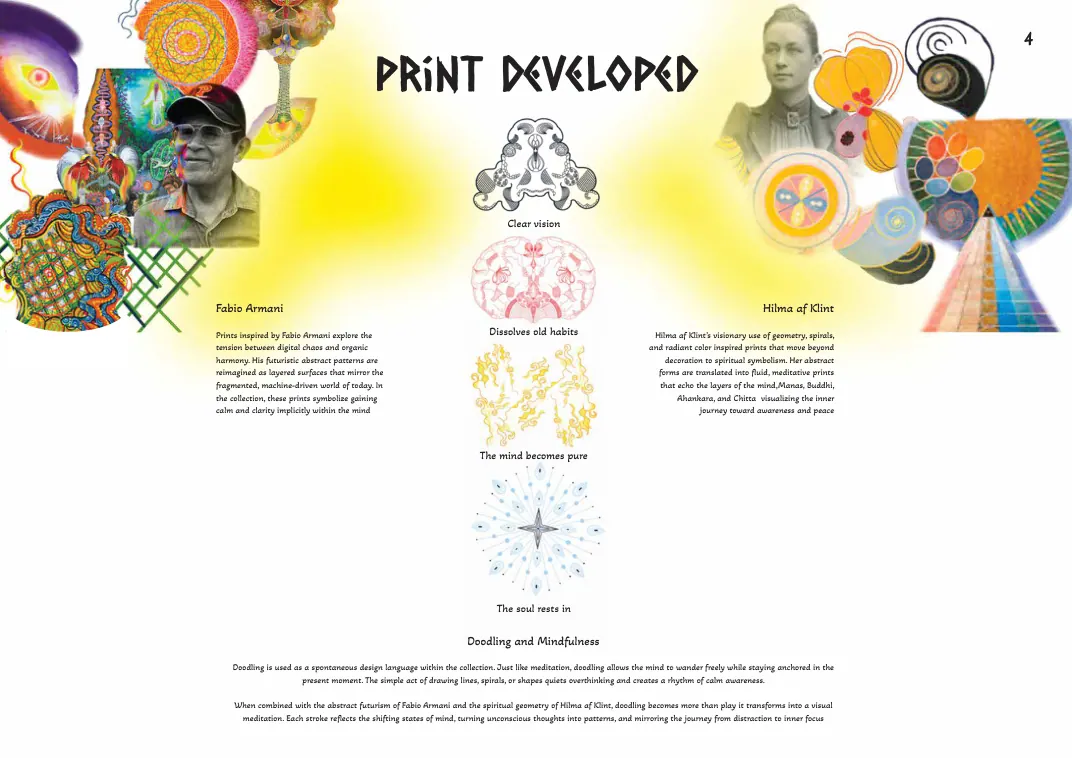 4
PRINT DEVELOPED
Clear vision
Dissolves old habits
The mind becomes pure
The soul rests in
Fabio Armani
Prints inspired by Fabio Armani explore the
tension between digital chaos and organic
harmony. His futuristic abstract patterns are
reimagined as layered surfaces that mirror the
fragmented, machine-driven world of today. In
the collection, these prints symbolize gaining
calm and clarity implicitly within the mind
Hilma af Klint
Hilma af Klint's visionary use of geometry, spirals,
and radiant color inspired prints that move beyond
decoration to spiritual symbolism. Her abstract
forms are translated into fluid, meditative prints
that echo the layers of the mind,Manas, Buddhi,
Ahankara, and Chitta visualizing the inner
journey toward awareness and peace
Doodling and Mindfulness
Doodling is used as a spontaneous design language within the collection. Just like meditation, doodling allows the mind to wander freely while staying anchored in the
present moment. The simple act of drawing lines, spirals, or shapes quiets overthinking and creates a rhythm of calm awareness.
When combined with the abstract futurism of Fabio Armani and the spiritual geometry of Hilma af Klint, doodling becomes more than play it transforms into a visual
meditation. Each stroke reflects the shifting states of mind, turning unconscious thoughts into patterns, and mirroring the journey from distraction to inner focus